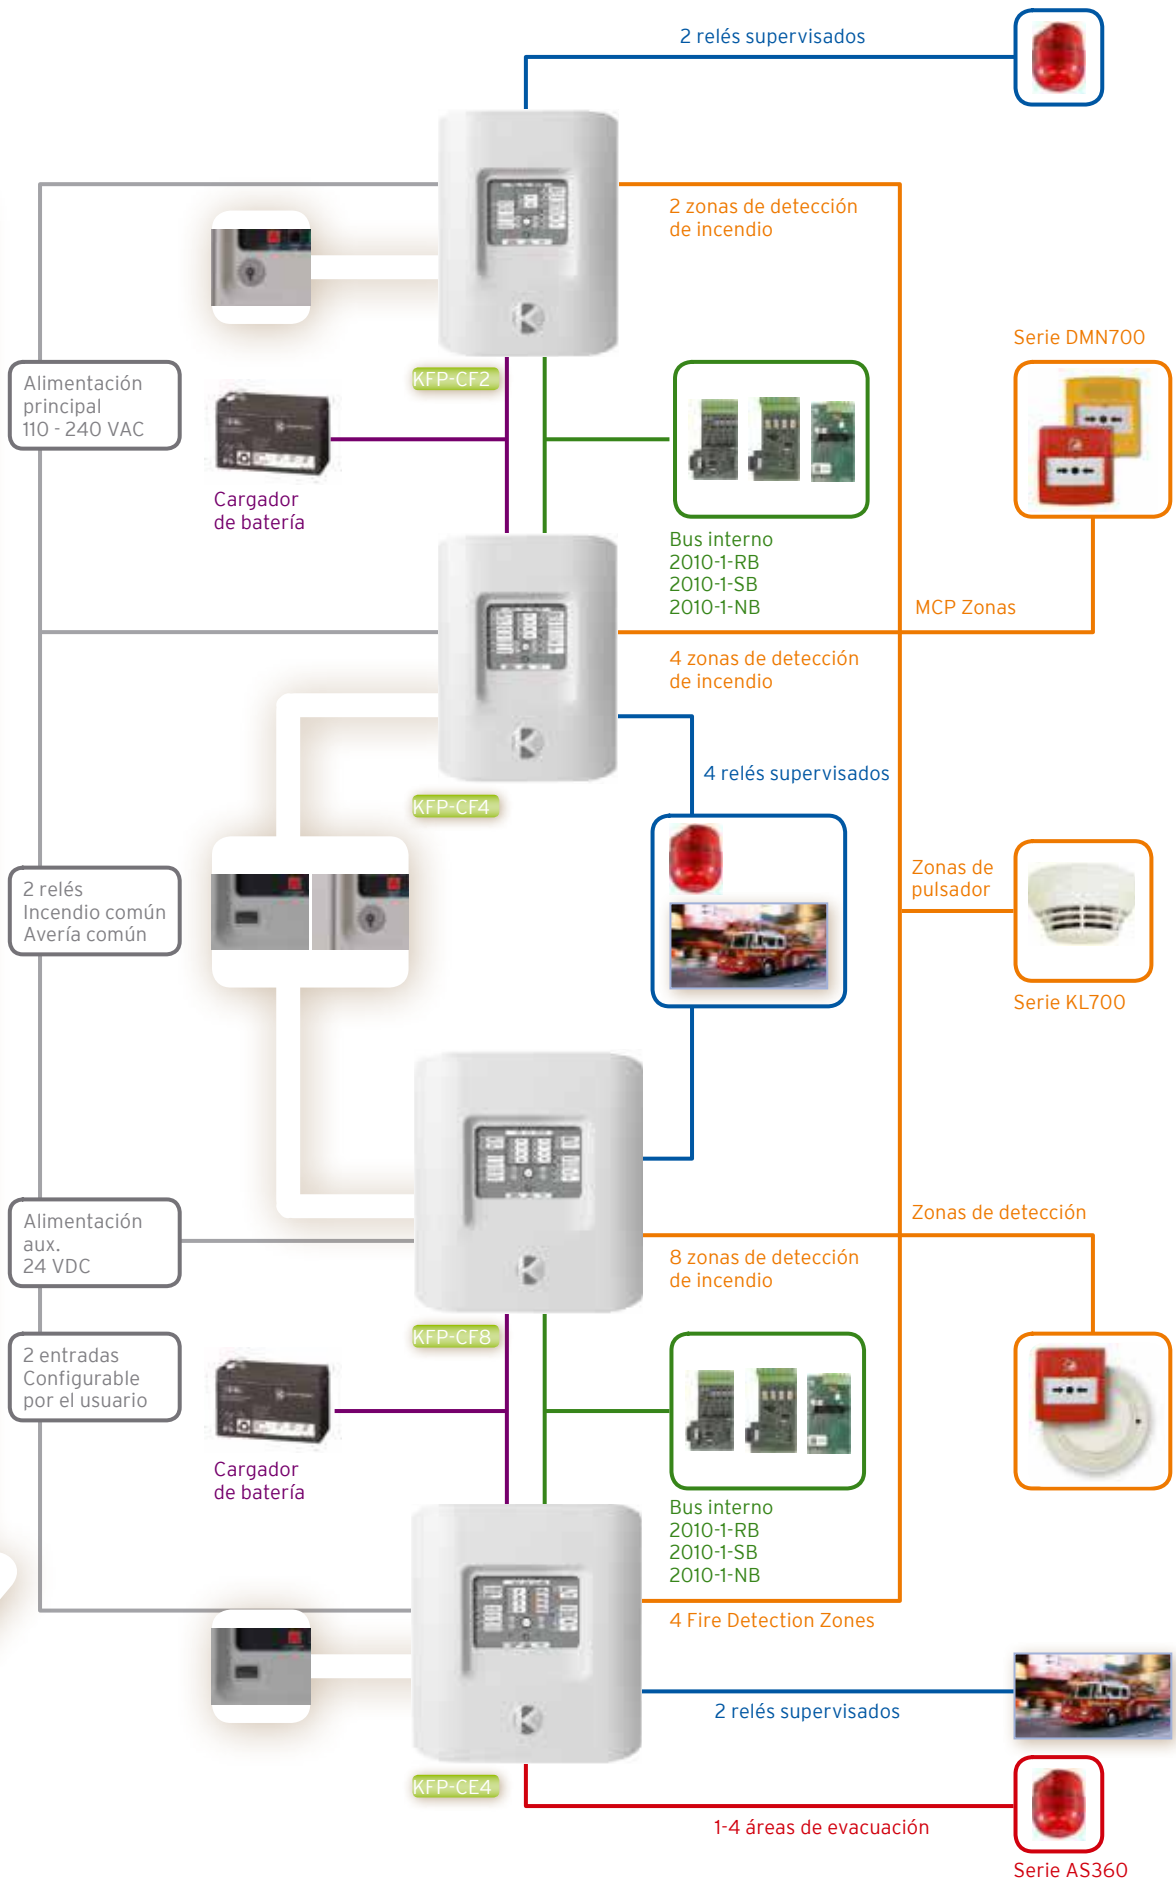 2 relés supervisados
2 zonas de detección
de incendio
Serie DMN700
Alimentación
principal
110 - 240 VAC
KFP-CF2
Cargador
de batería
Bus interno
2010-1-RB
2010-1-SB
2010-1-NB
MCP Zonas
4 zonas de detección
de incendio
4 relés supervisados
KFP-CF4
2 relés
Incendio común
Avería común
Zonas de
pulsador
Serie KL700
Alimentación
aux.
24 VDC
Zonas de detección
8 zonas de detección
de incendio
KFP-CF8
2 entradas
Configurable
por el usuario
Cargador
de batería
Bus interno
2010-1-RB
2010-1-SB
2010-1-NB
4 Fire Detection Zones
2 relés supervisados
KFP-CE4
1-4 áreas de evacuación
Serie AS360